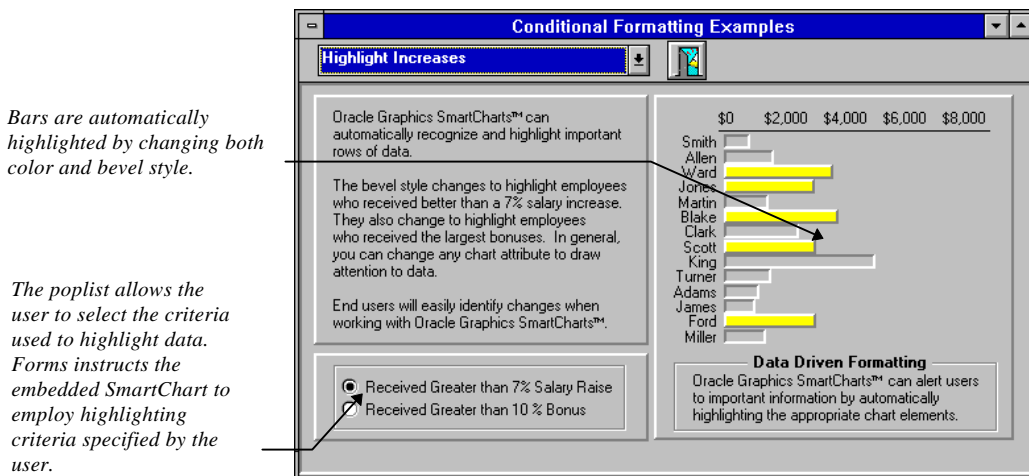 Conditional Formatting Examples
Highlight Increases
Bars are automatically
highlighted by changing both
color and bevel style.
The poplist allows the
user to select the criteria
used to highlight data.
Forms instructs the
embedded SmartChart to
employ highlighting
criteria specified by the
user.
Oracle Graphics SmartCharts™ can
automatically recognize and highlight important
rows of data.
The bevel style changes to highlight employees
who received better than a 7% salary increase.
They also change to highlight employees
who received the largest bonuses. In general,
you can change any chart attribute to draw
attention to data.
End users will easily identify changes when
working with Oracle Graphics SmartCharts™.
Received Greater than 7% Salary Raise
Received Greater than 10 % Bonus
$0 $2,000 $4,000 $6,000 $8,000
Smith
Allen
Ward
Jones
Martin
Blake
Clark
Scott
King
Turner
Adams
James
Ford
Miller
Data Driven Formatting
Oracle Graphics SmartCharts™ can alert users
to important information by automatically
highlighting the appropriate chart elements.